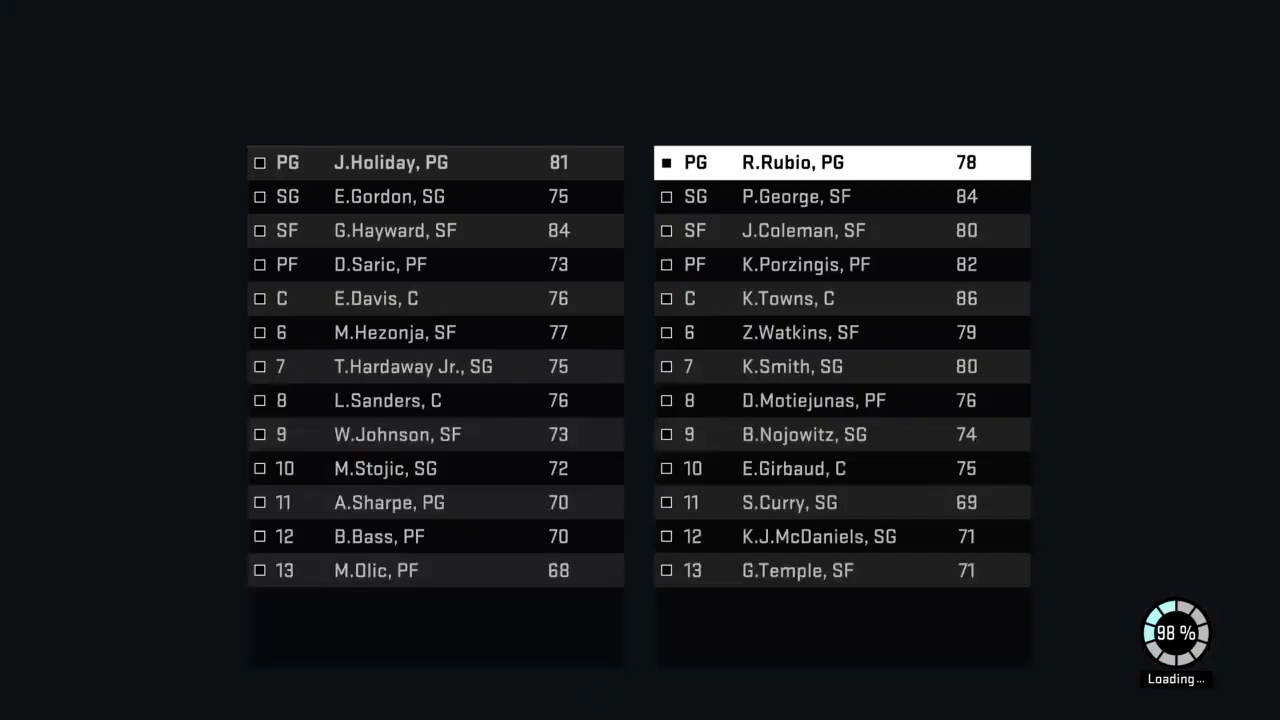 PG J.Holiday, PG 81
SG E.Gordon, SG 75
SF G.Hayward, SF 84
PF D.Saric, PF 73
C E.Davis, C 76
6 M.Hezonja, SF 77
7 T.Hardaway Jr., SG 75
8 L.Sanders, C 76
9 W.Johnson, SF 73
10 M.Stojic, SG 72
11 A.Sharpe, PG 70
12 B.Bass, PF 70
13 M.Olic, PF 68
PG R.Rubio, PG 78
SG P.George, SF 84
SF J.Coleman, SF 80
PF K.Porzingis, PF 82
C K.Towns, C 86
6 Z.Watkins, SF 79
7 K.Smith, SG 80
8 D.Motiejunas, PF 76
9 B.Nojowitz, SG 74
10 E.Girbaud, C 75
11 S.Curry, SG 69
12 K.J.McDaniels, SG 71
13 G.Temple, SF 71
98 %
Loading...